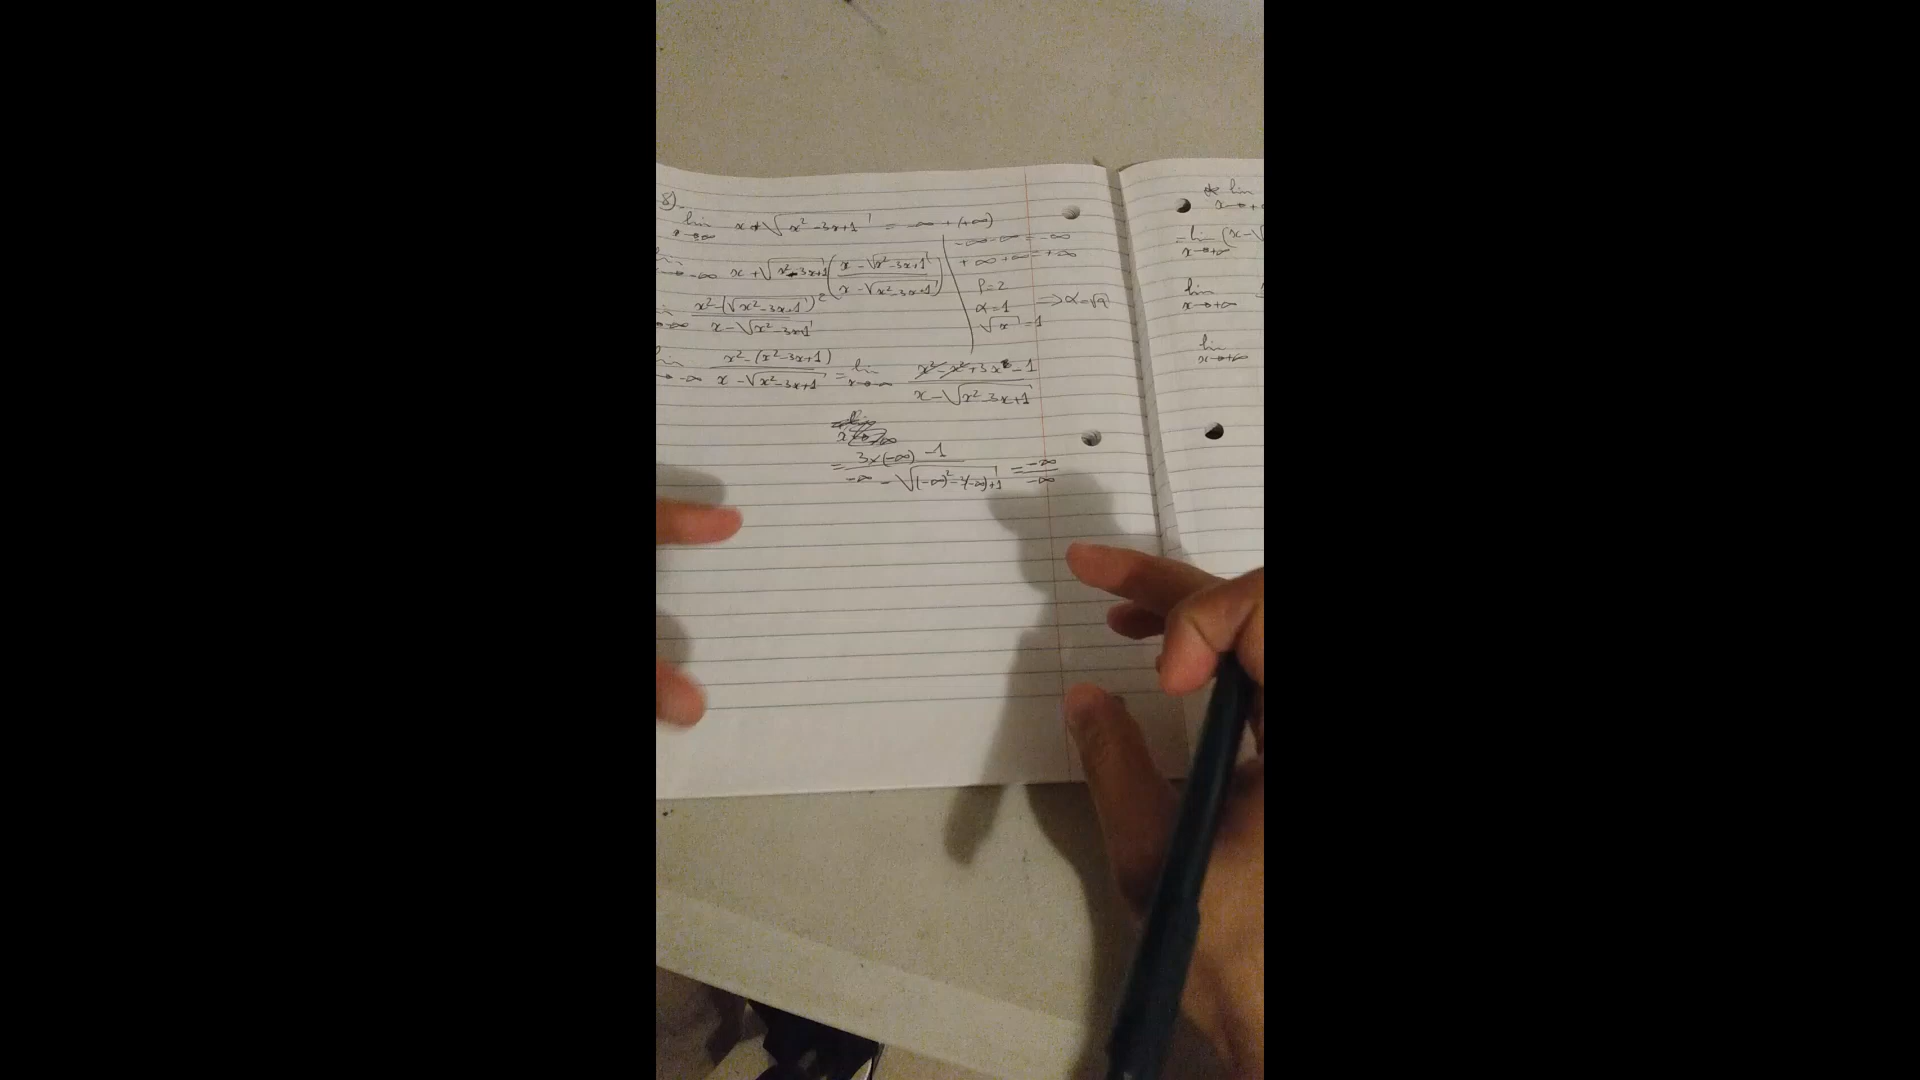 8)
lim x→-∞ x+√(x²-3x+1) = -∞+(+∞)
lim x→-∞ x+√(x²-3x+1) ((x-√(x²-3x+1))/(x-√(x²-3x+1)))
-∞-∞=-∞
+∞+∞=+∞
P=2
α=1 ⇒α=√a
√x=1
lim x→-∞ (x²-(√(x²-3x+1))²)/(x-√(x²-3x+1))
lim x→-∞ (x²-(x²-3x+1))/(x-√(x²-3x+1)) = lim x→-∞ (x²-x²+3x-1)/(x-√(x²-3x+1))
= (3×(-∞)-1)/(-∞-√((-∞)²-3(-∞)+1)) = -∞/-∞
* lim x→+∞
= lim x→+∞ (x-√
lim x→+∞
lim x→+∞